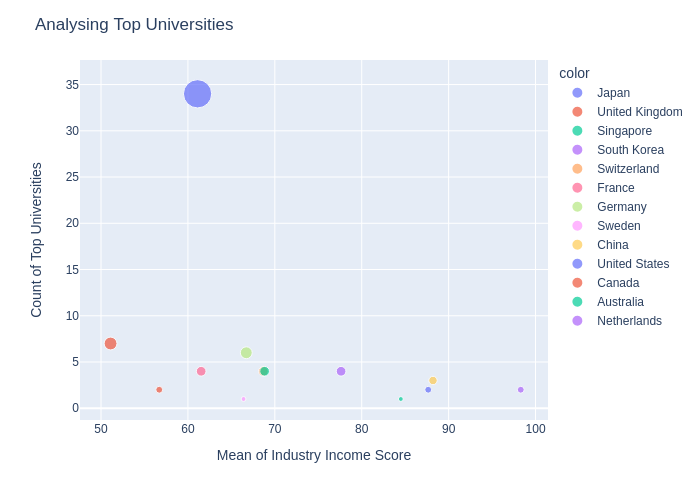 Analysing Top Universities
color
Japan
United Kingdom
Singapore
South Korea
Switzerland
France
Germany
Sweden
China
United States
Canada
Australia
Netherlands
Count of Top Universities
35
30
25
20
15
10
5
0
50 60 70 80 90 100
Mean of Industry Income Score